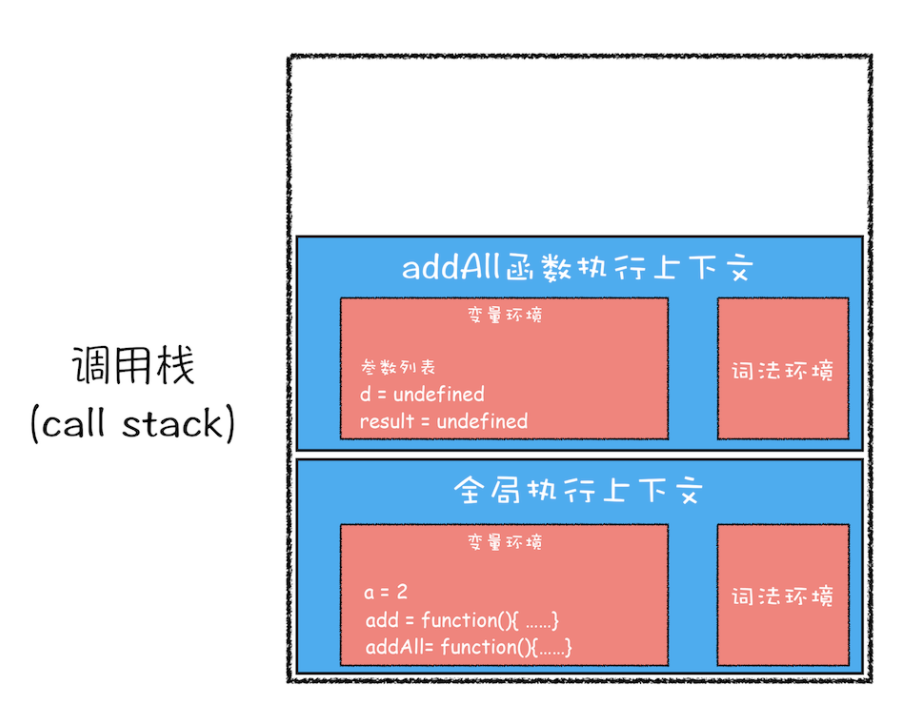 调用栈
(call stack)
addAll函数执行上下文
变量环境
参数列表
d = undefined
result = undefined
词法环境
全局执行上下文
变量环境
a = 2
add = function(){ ......}
addAll= function(){......}
词法环境